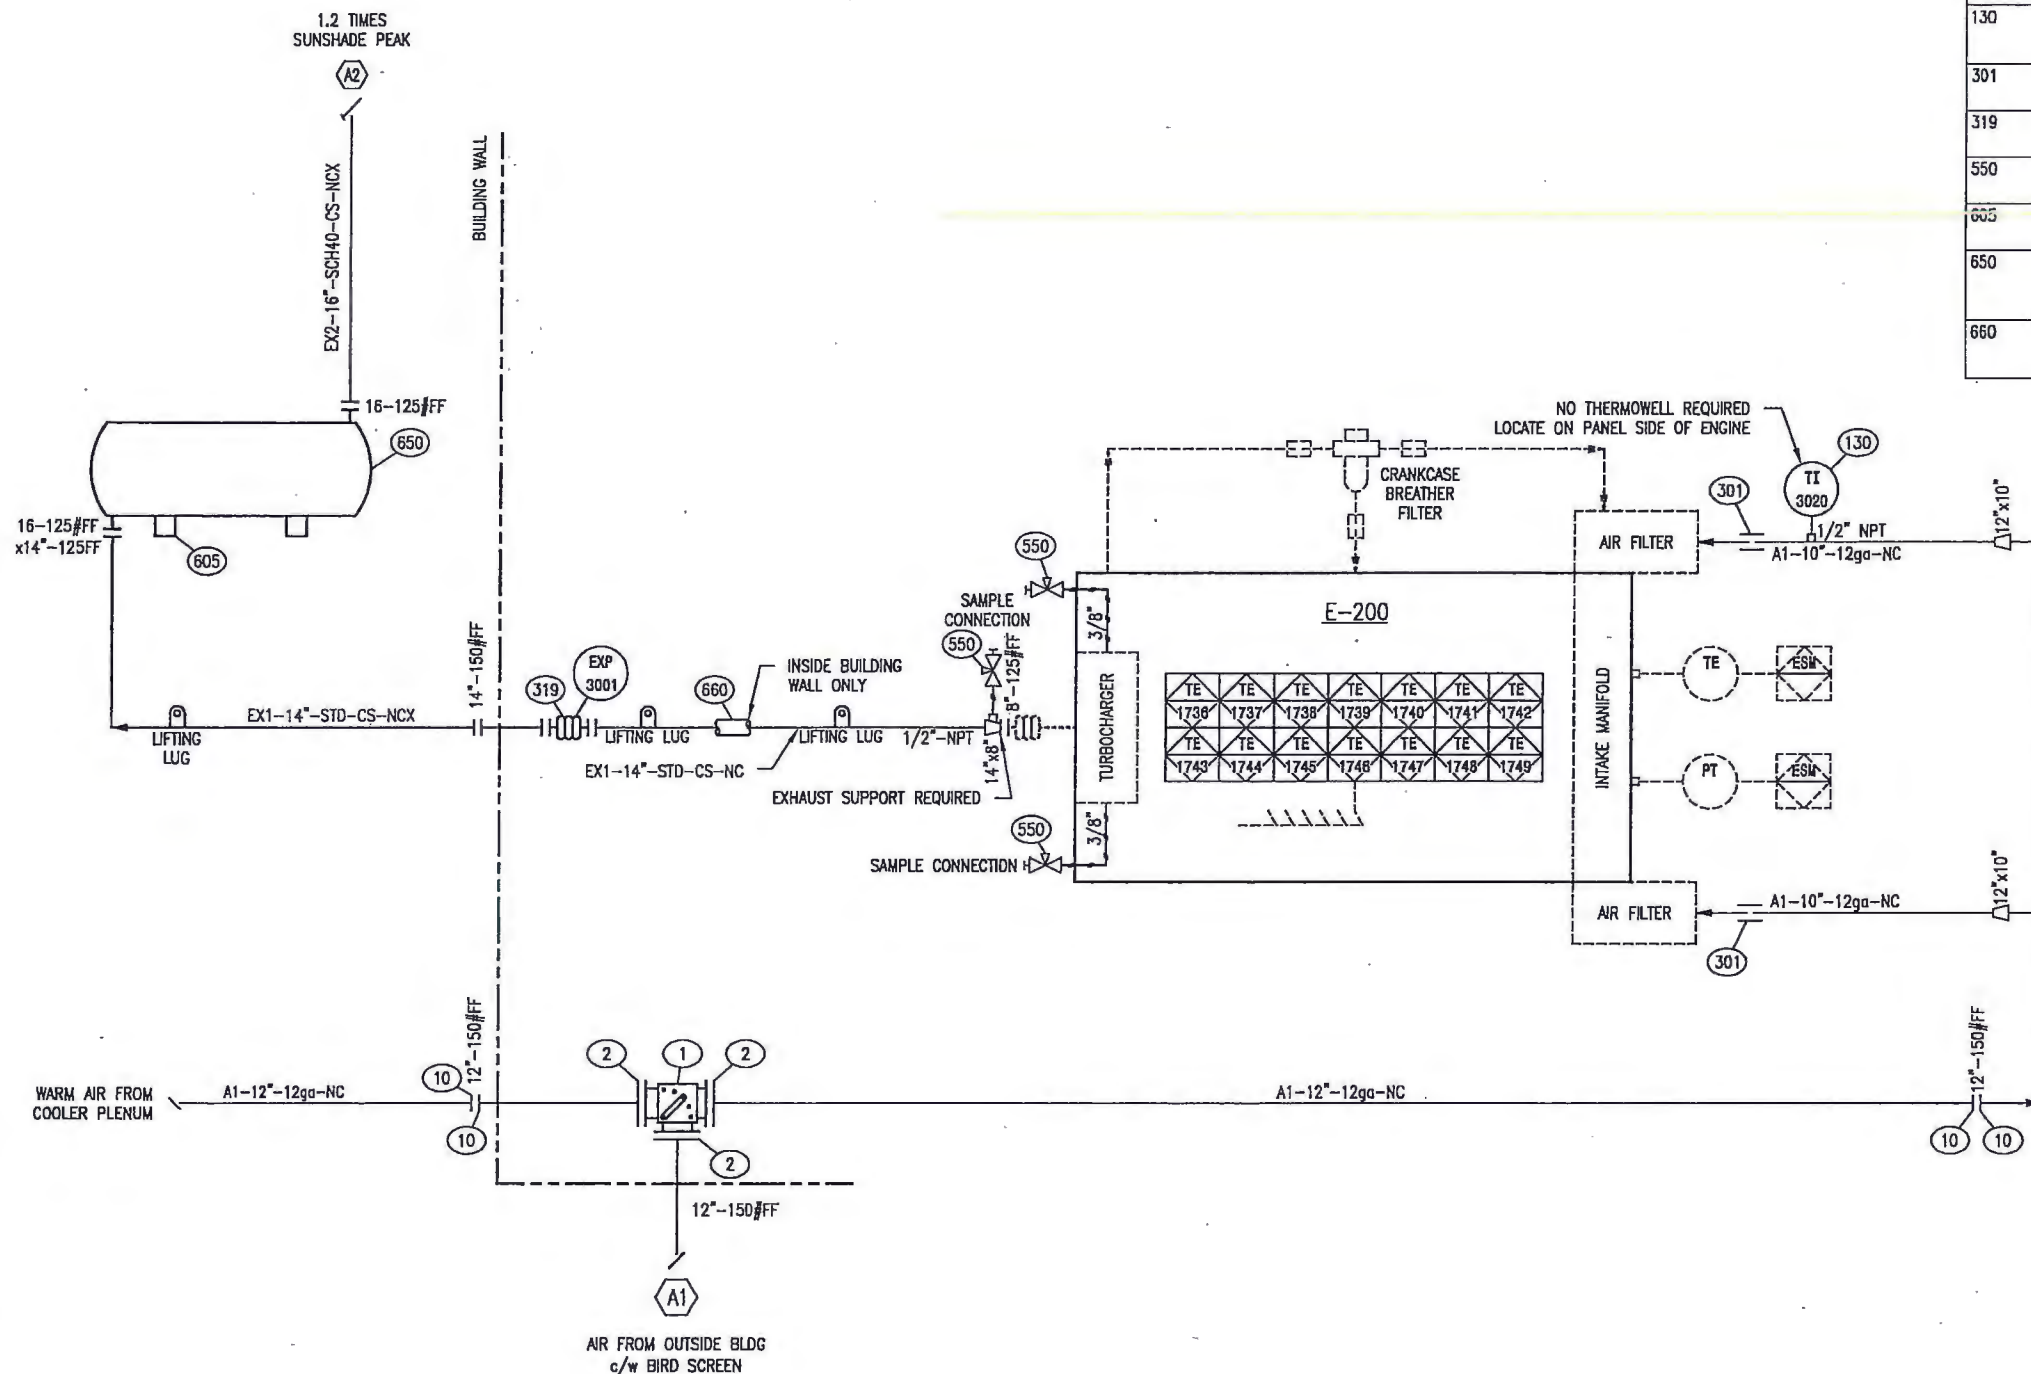 1.2 TIMES
SUNSHADE PEAK
A2
EX2-16"-SCH40-CS-NCX
BUILDING WALL
130
301
319
550
605
650
660
16-125#FF
650
16-125#FF
x14"-125FF
605
14"-150#FF
EX1-14"-STD-CS-NCX
LIFTING
LUG
319
EXP
3001
LIFTING LUG
660
INSIDE BUILDING
WALL ONLY
EX1-14"-STD-CS-NC
LIFTING LUG
1/2"-NPT
14"x8"
8"-125#FF
EXHAUST SUPPORT REQUIRED
SAMPLE
CONNECTION
550
550
3/8"
TURBOCHARGER
3/8"
550
SAMPLE CONNECTION
CRANKCASE
BREATHER
FILTER
E-200
TE TE TE TE TE TE TE
1736 1737 1738 1739 1740 1741 1742
TE TE TE TE TE TE TE
1743 1744 1745 1746 1747 1748 1749
INTAKE MANIFOLD
AIR FILTER
NO THERMOWELL REQUIRED
LOCATE ON PANEL SIDE OF ENGINE
130
TI
3020
301
1/2" NPT
A1-10"-12ga-NC
12"x10"
TE
ESM
PT
ESM
AIR FILTER
A1-10"-12ga-NC
12"x10"
301
WARM AIR FROM
COOLER PLENUM
A1-12"-12ga-NC
10
12"-150#FF
10
2
1
2
2
A1-12"-12ga-NC
12"-150#FF
10
10
12"-150#FF
A1
AIR FROM OUTSIDE BLDG
c/w BIRD SCREEN